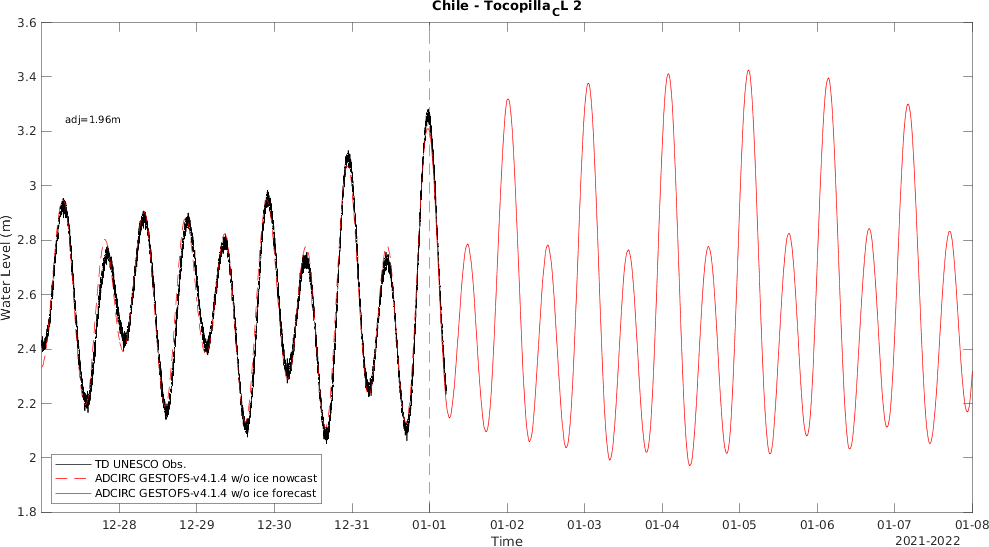 Chile - Tocopilla_CL 2
3.6
3.4
3.2
3
2.8
2.6
2.4
2.2
2
1.8
Water Level (m)
adj=1.96m
TD UNESCO Obs.
ADCIRC GESTOFS-v4.1.4 w/o ice nowcast
ADCIRC GESTOFS-v4.1.4 w/o ice forecast
12-28 12-29 12-30 12-31 01-01 01-02 01-03 01-04 01-05 01-06 01-07 01-08
Time
2021-2022